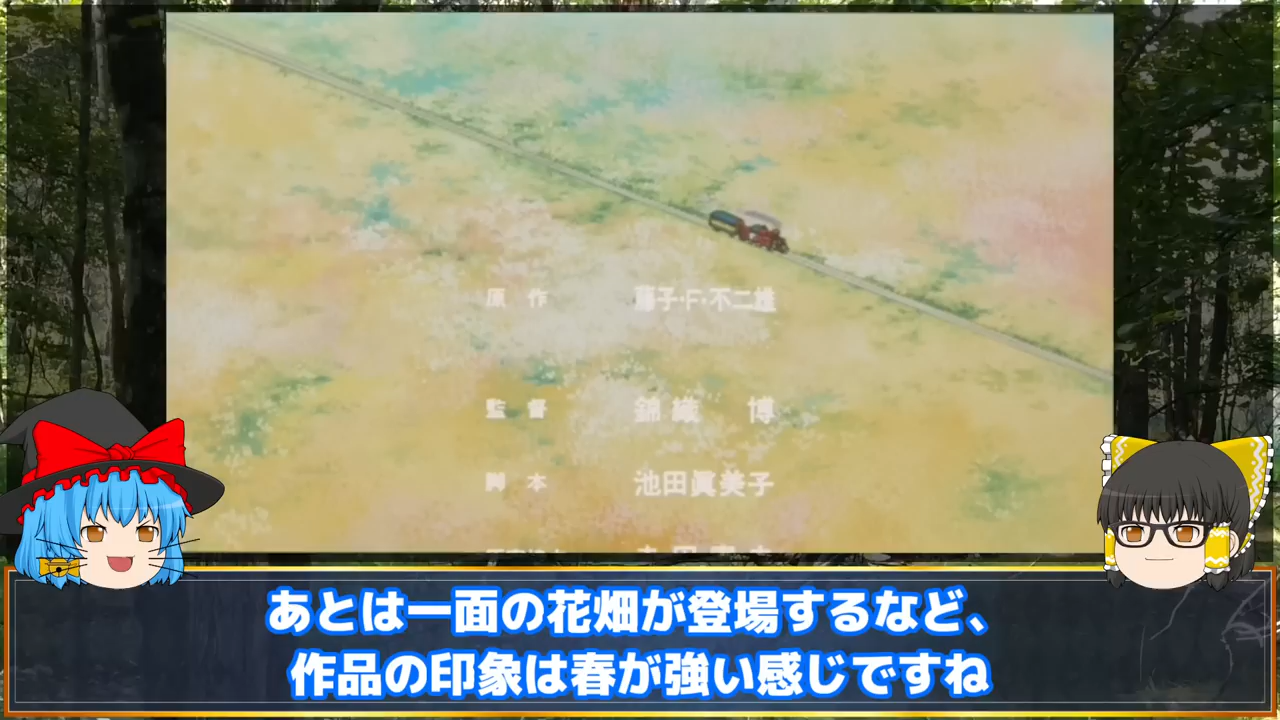 原 作 藤子・F・不二雄
監 督 錦織 博
脚 本 池田眞美子
あとは一面の花畑が登場するなど、
作品の印象は春が強い感じですね